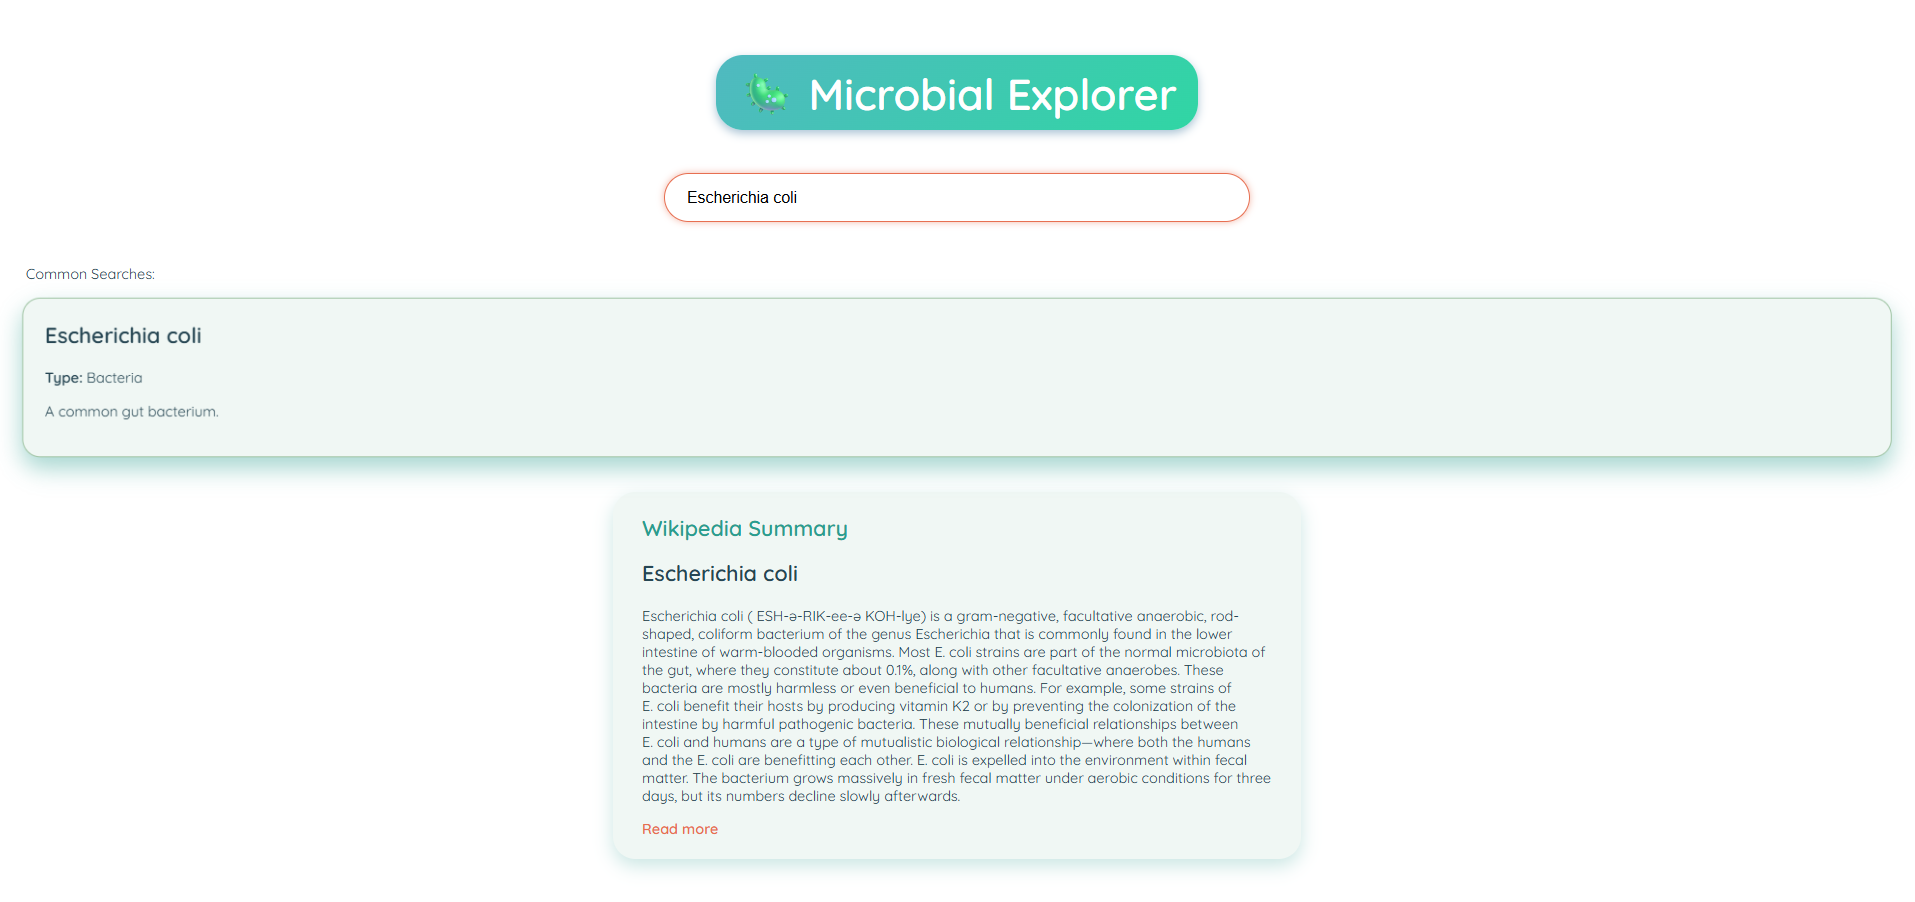 Microbial Explorer
Escherichia coli
Common Searches:
Escherichia coli
Type: Bacteria
A common gut bacterium.
Wikipedia Summary
Escherichia coli
Escherichia coli ( ESH-ə-RIK-ee-ə KOH-lye) is a gram-negative, facultative anaerobic, rod-
shaped, coliform bacterium of the genus Escherichia that is commonly found in the lower
intestine of warm-blooded organisms. Most E. coli strains are part of the normal microbiota of
the gut, where they constitute about 0.1%, along with other facultative anaerobes. These
bacteria are mostly harmless or even beneficial to humans. For example, some strains of
E. coli benefit their hosts by producing vitamin K2 or by preventing the colonization of the
intestine by harmful pathogenic bacteria. These mutually beneficial relationships between
E. coli and humans are a type of mutualistic biological relationship—where both the humans
and the E. coli are benefitting each other. E. coli is expelled into the environment within fecal
matter. The bacterium grows massively in fresh fecal matter under aerobic conditions for three
days, but its numbers decline slowly afterwards.
Read more